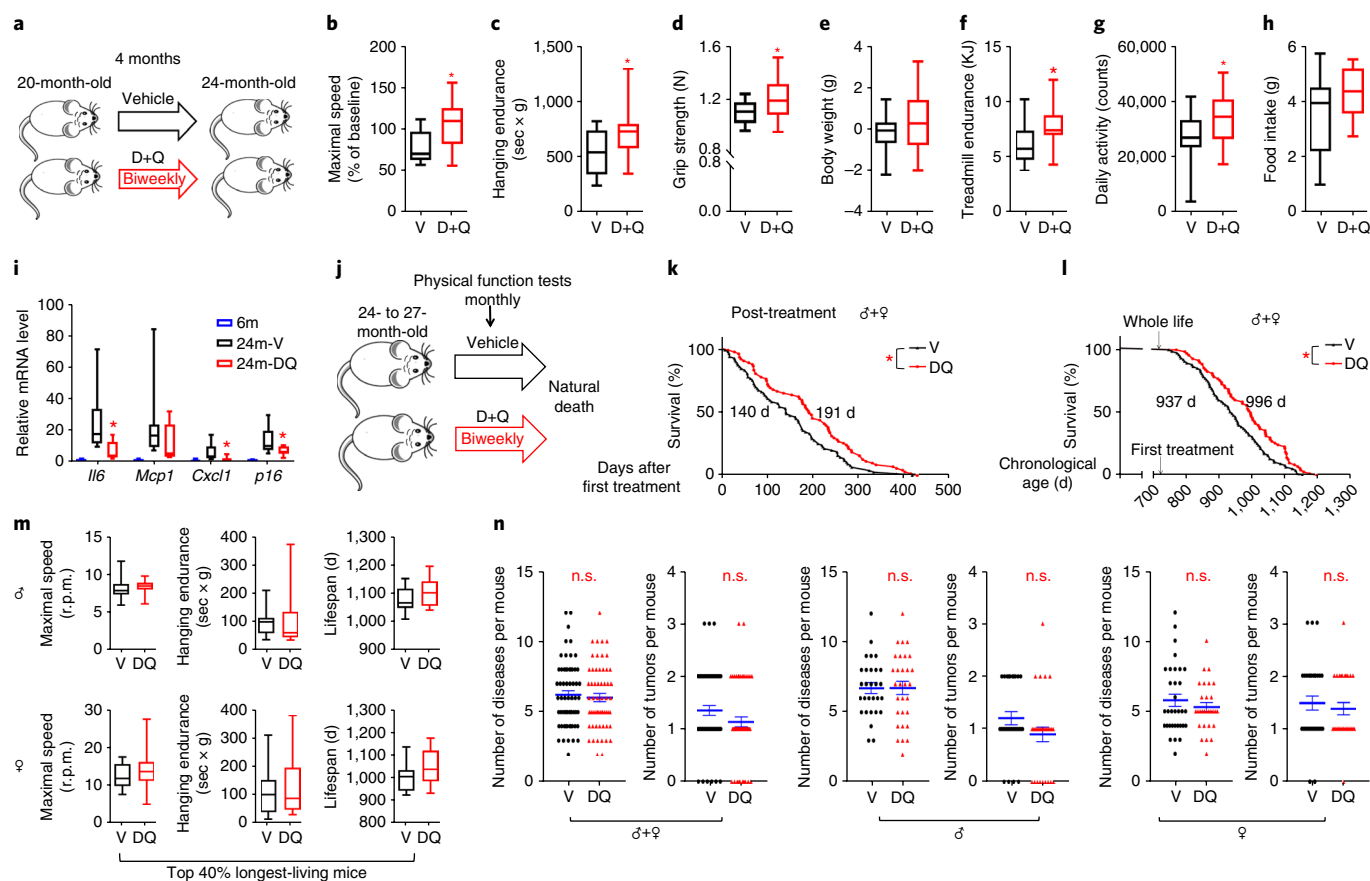 a
4 months
20-month-old
24-month-old
Vehicle
D+Q
Biweekly
b
Maximal speed
(% of baseline)
200
150
100
50
0
V D+Q
*
c
Hanging endurance
(sec × g)
1,500
1,000
500
0
V D+Q
*
d
Grip strength (N)
1.6
1.2
0.8
0.8
0.0
V D+Q
*
e
Body weight (g)
4
2
0
−2
−4
V D+Q
f
Treadmill endurance (KJ)
15
10
5
0
V D+Q
*
g
Daily activity (counts)
60,000
40,000
20,000
0
V D+Q
*
h
Food actintake (g)
6
4
2
0
V D+Q
i
Relative mRNA level
100
80
60
40
20
0
6m
24m-V
24m-DQ
*
*
*
Il6 Mcp1 Cxcl1 p16
j
Physical function tests
monthly
24- to 27-
month-old
Vehicle
Natural
death
D+Q
Biweekly
k
Post-treatment ♂+♀
V
DQ
*
Survival (%)
100
50
0
140 d
191 d
Days after
first treatment
0 100 200 300 400 500
l
Whole life ♂+♀
V
DQ
*
Survival (%)
100
50
0
937 d
996 d
First treatment
Chronological
age (d)
700 800 900 1,000 1,100 1,200 1,300
m
♂
Maximal speed
(r.p.m.)
15
10
5
0
V DQ
Hanging endurance
(sec × g)
400
300
200
100
0
V DQ
Lifespan (d)
1,300
1,200
1,100
1,000
900
V DQ
♀
Maximal speed
(r.p.m.)
30
20
10
0
V DQ
Hanging endurance
(sec × g)
400
300
200
100
0
V DQ
Lifespan (d)
1,300
1,200
1,100
1,000
900
800
V DQ
Top 40% longest-living mice
n
Number of diseases per mouse
15
10
5
0
n.s.
V DQ
Number of tumors per mouse
4
3
2
1
0
n.s.
V DQ
♂+♀
Number of diseases per mouse
15
10
5
0
n.s.
V DQ
Number of tumors per mouse
4
3
2
1
0
n.s.
V DQ
♂
Number of diseases per mouse
15
10
5
0
n.s.
V DQ
Number of tumors per mouse
4
3
2
1
0
n.s.
V DQ
♀